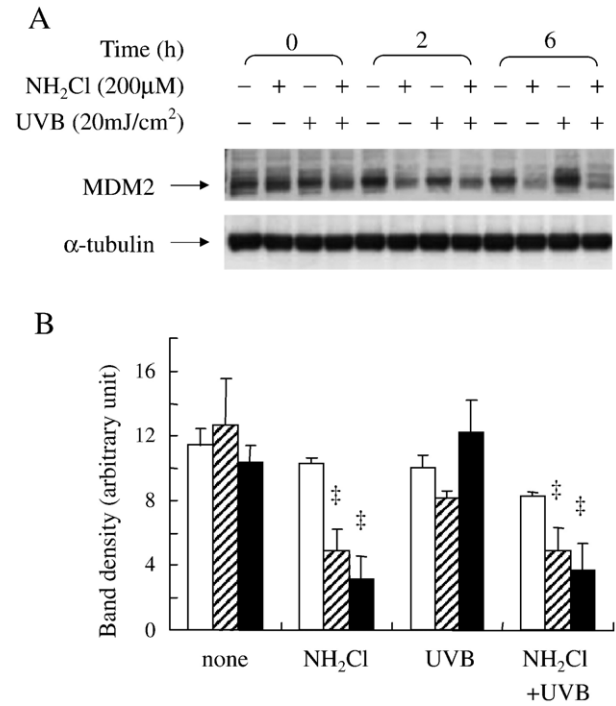 A
Time (h) 0 2 6
NH₂Cl (200μM) − + − + − + − + − + − +
UVB (20mJ/cm²) − − + + − − + + − − + +
MDM2
α-tubulin
B
Band density (arbitrary unit)
16
12
8
4
0
‡ ‡ ‡ ‡
none NH₂Cl UVB NH₂Cl
+UVB